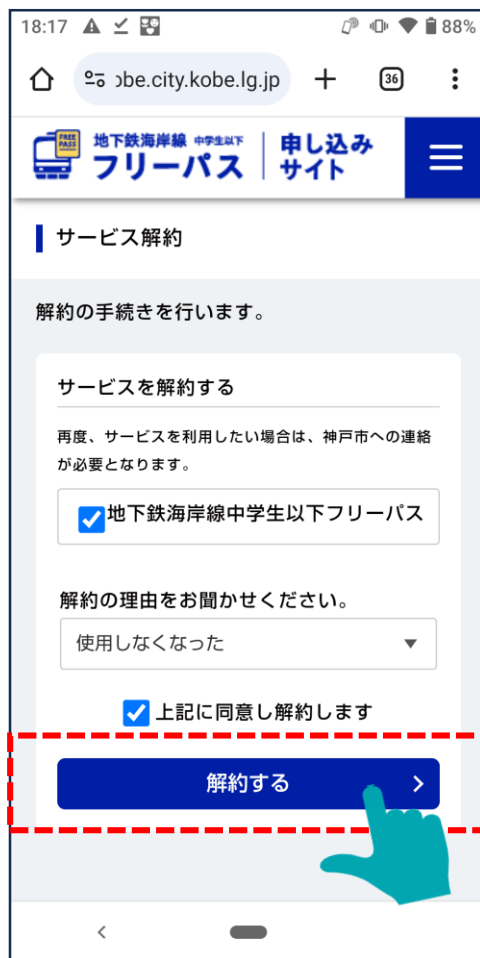 18:17 88%
obe.city.kobe.lg.jp 36
FREE PASS
地下鉄海岸線 中学生以下
フリーパス
申し込み
サイト
サービス解約
解約の手続きを行います。
サービスを解約する
再度、サービスを利用したい場合は、神戸市への連絡
が必要となります。
地下鉄海岸線中学生以下フリーパス
解約の理由をお聞かせください。
使用しなくなった
上記に同意し解約します
解約する